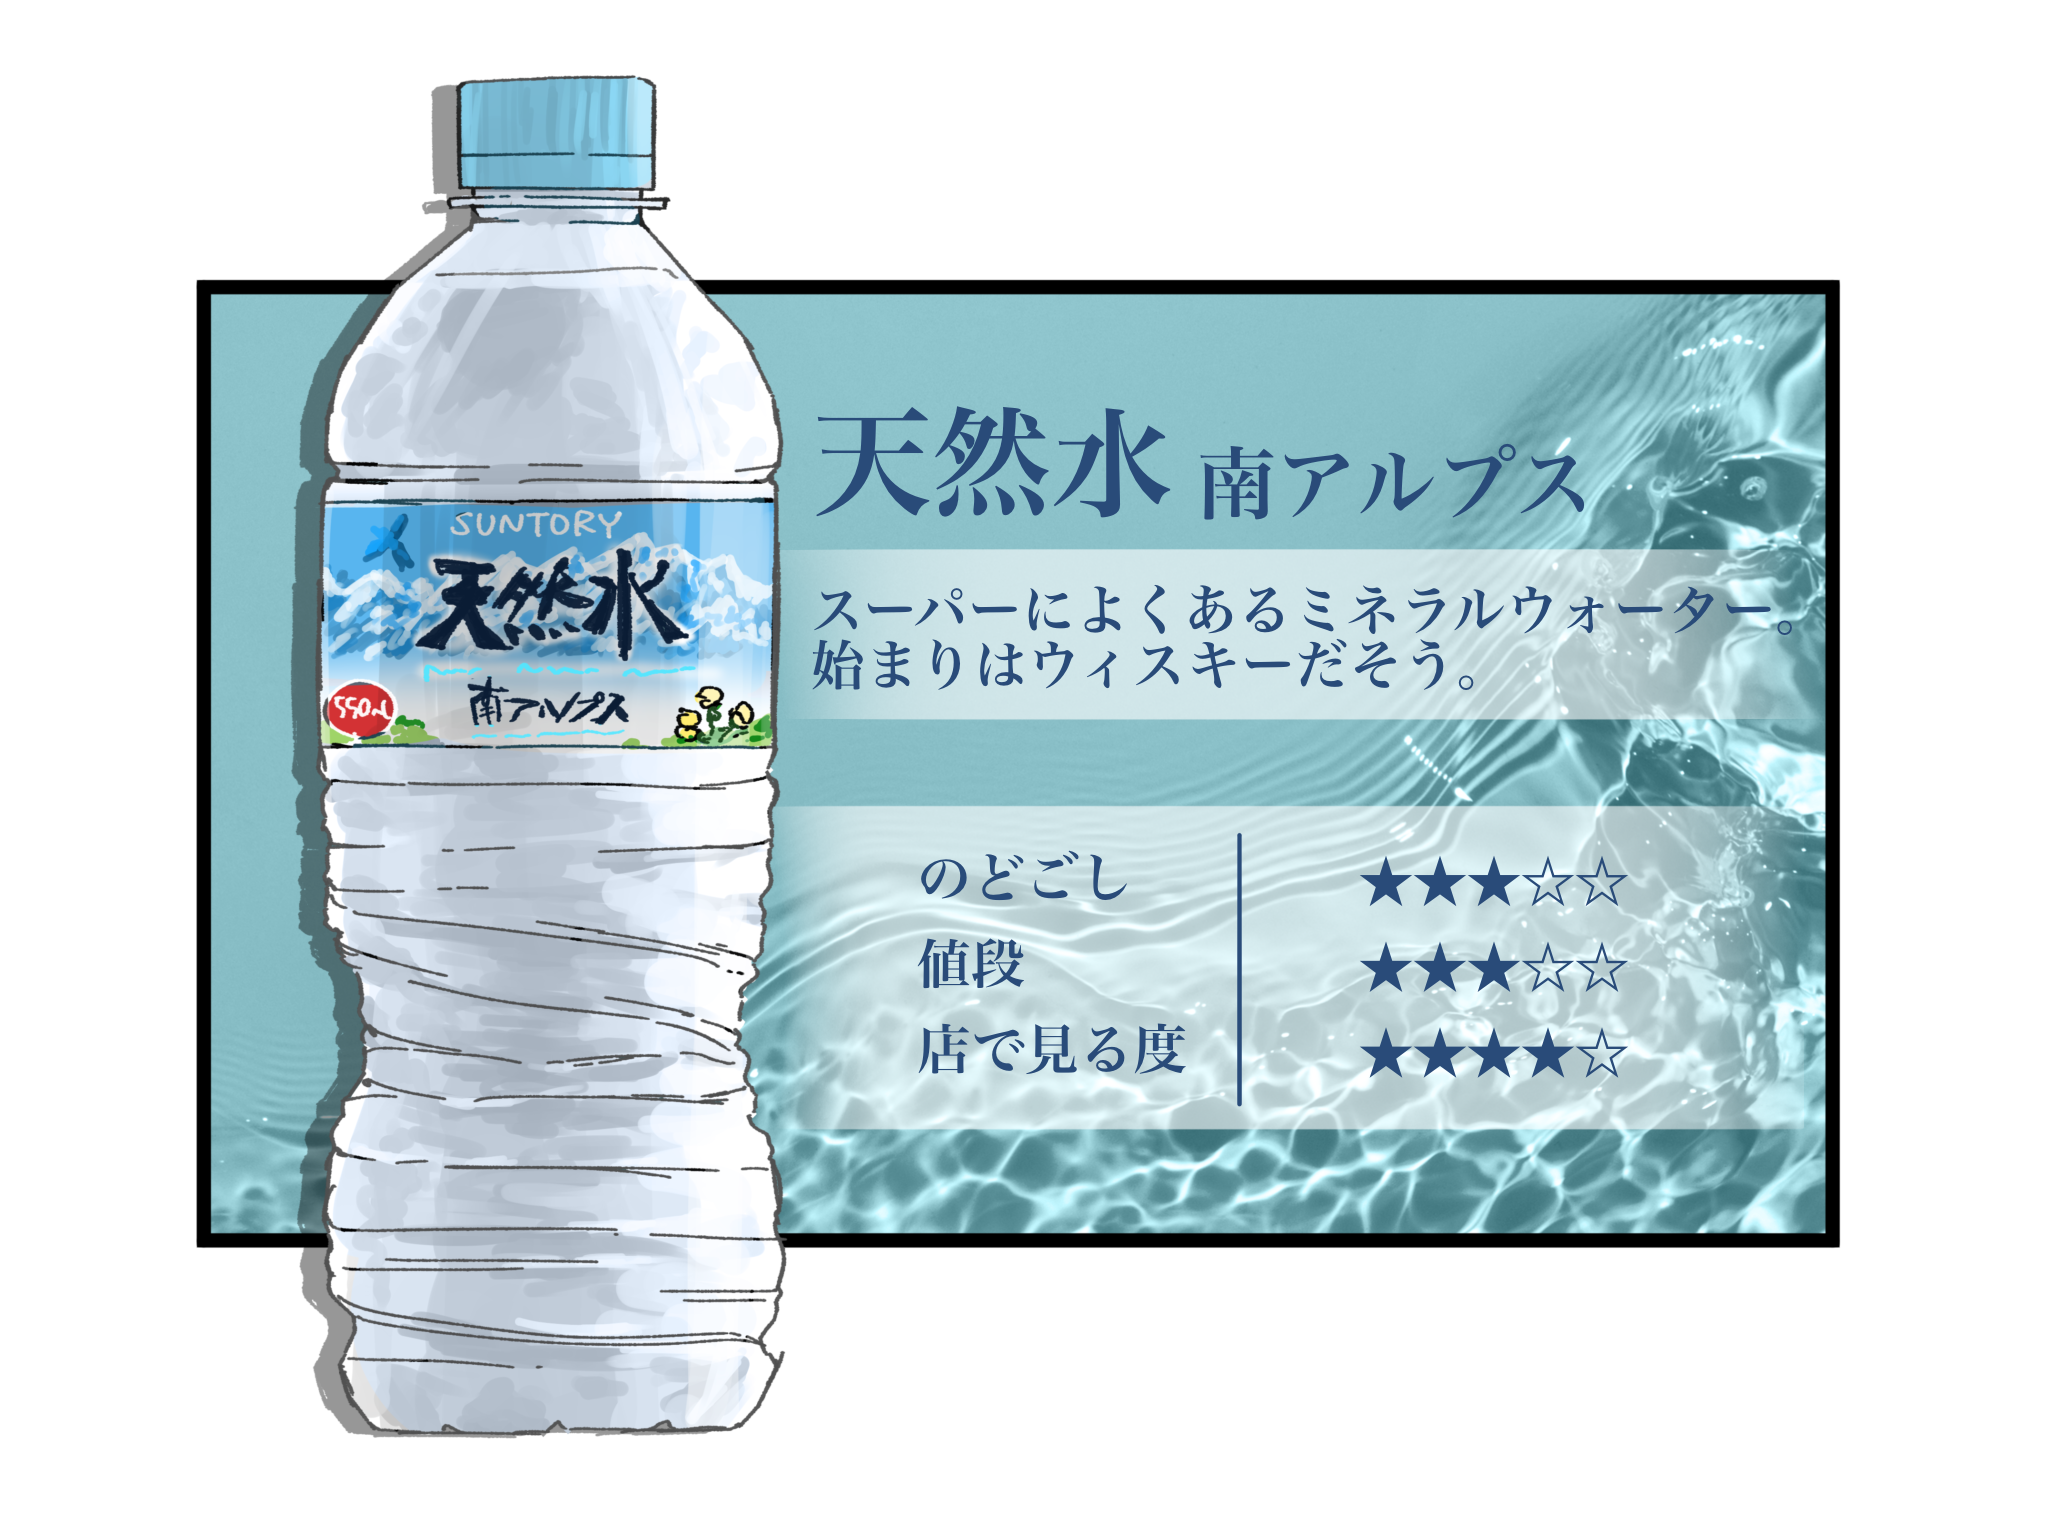 SUNTORY
天然水
南アルプス
550ml
天然水 南アルプス
スーパーによくあるミネラルウォーター。
始まりはウィスキーだそう。
のどごし ★★★☆☆
値段 ★★★☆☆
店で見る度 ★★★★☆